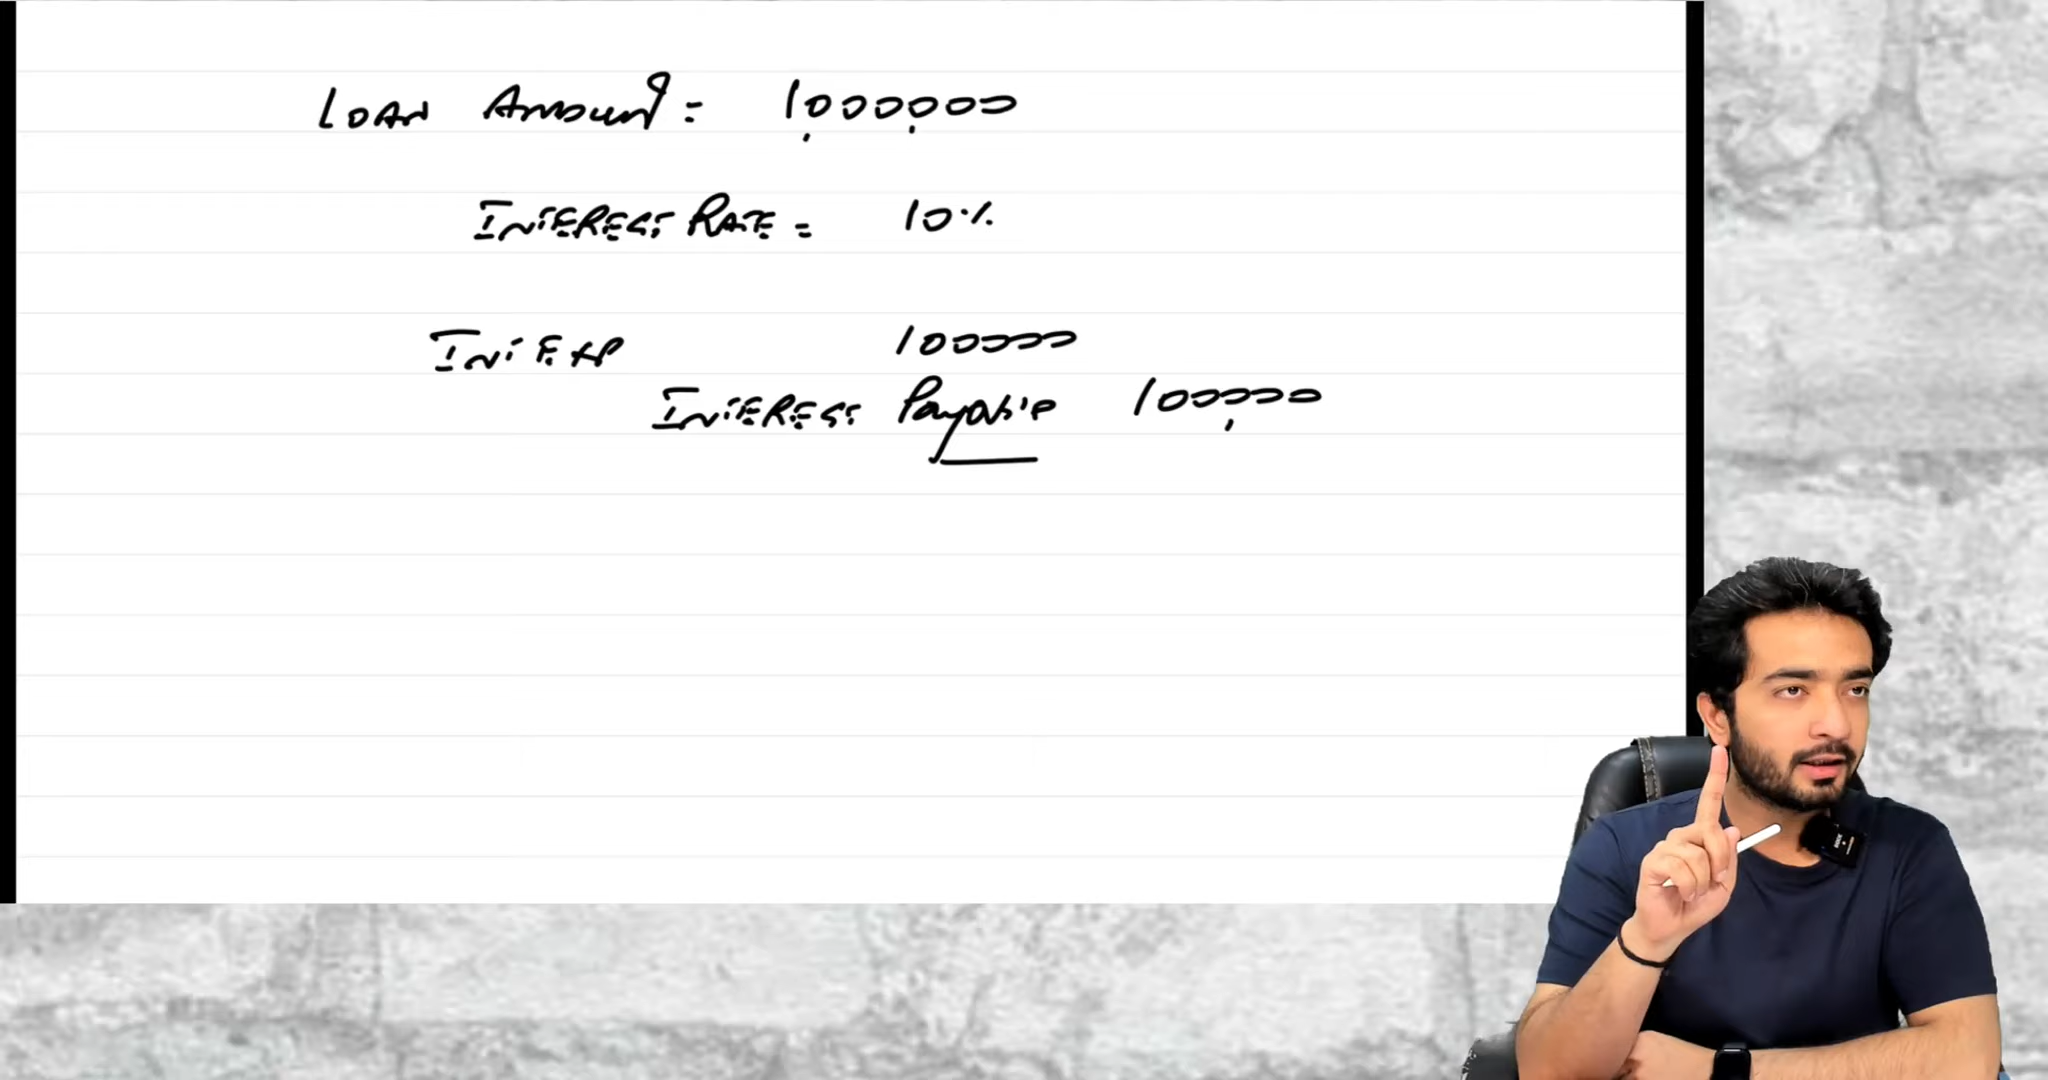 LOAN Amount = 1,000,000
INTEREST RATE = 10%
INT EXP 100000
INTEREST Payable 100,000